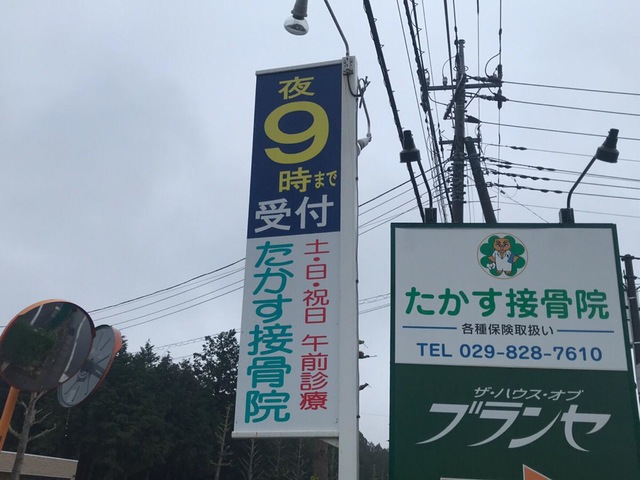 夜
9
時まで
受付
土・日・祝日 午前診療
たかす接骨院
たかす接骨院
各種保険取扱い
TEL 029-828-7610
ザ・ハウス・オブ
ブランセ